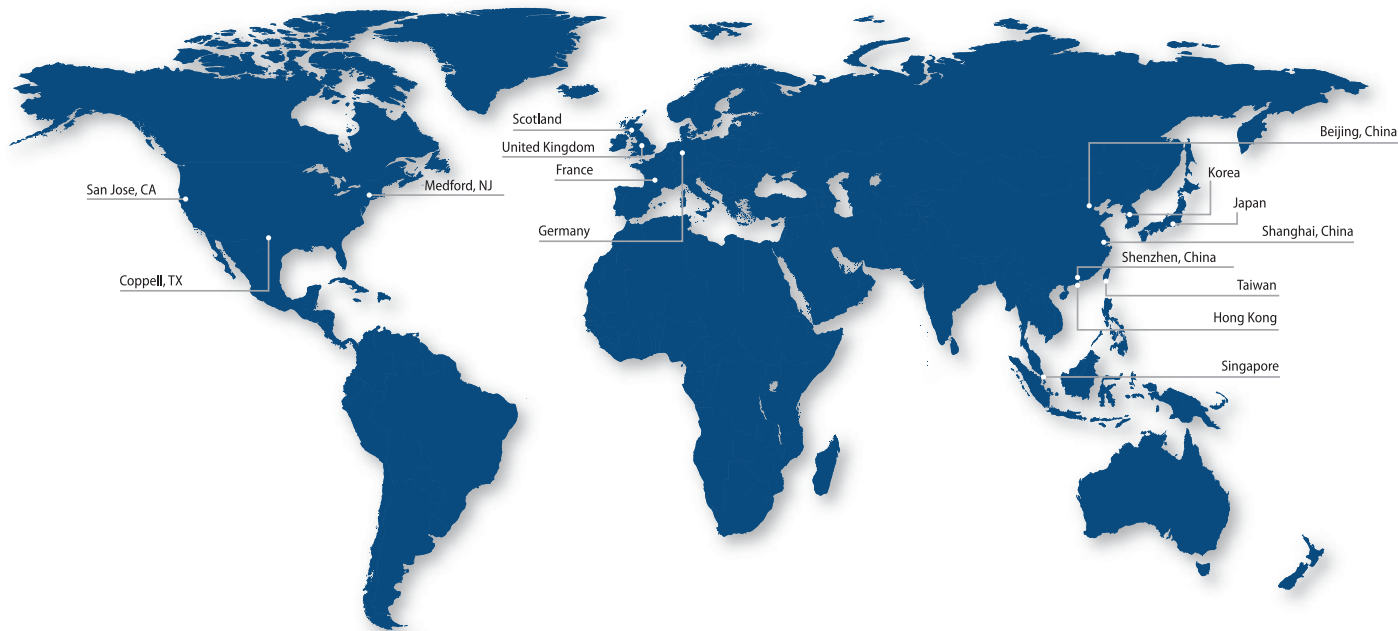 Scotland
United Kingdom
France
Germany
San Jose, CA
Medford, NJ
Coppell, TX
Beijing, China
Korea
Japan
Shanghai, China
Shenzhen, China
Taiwan
Hong Kong
Singapore